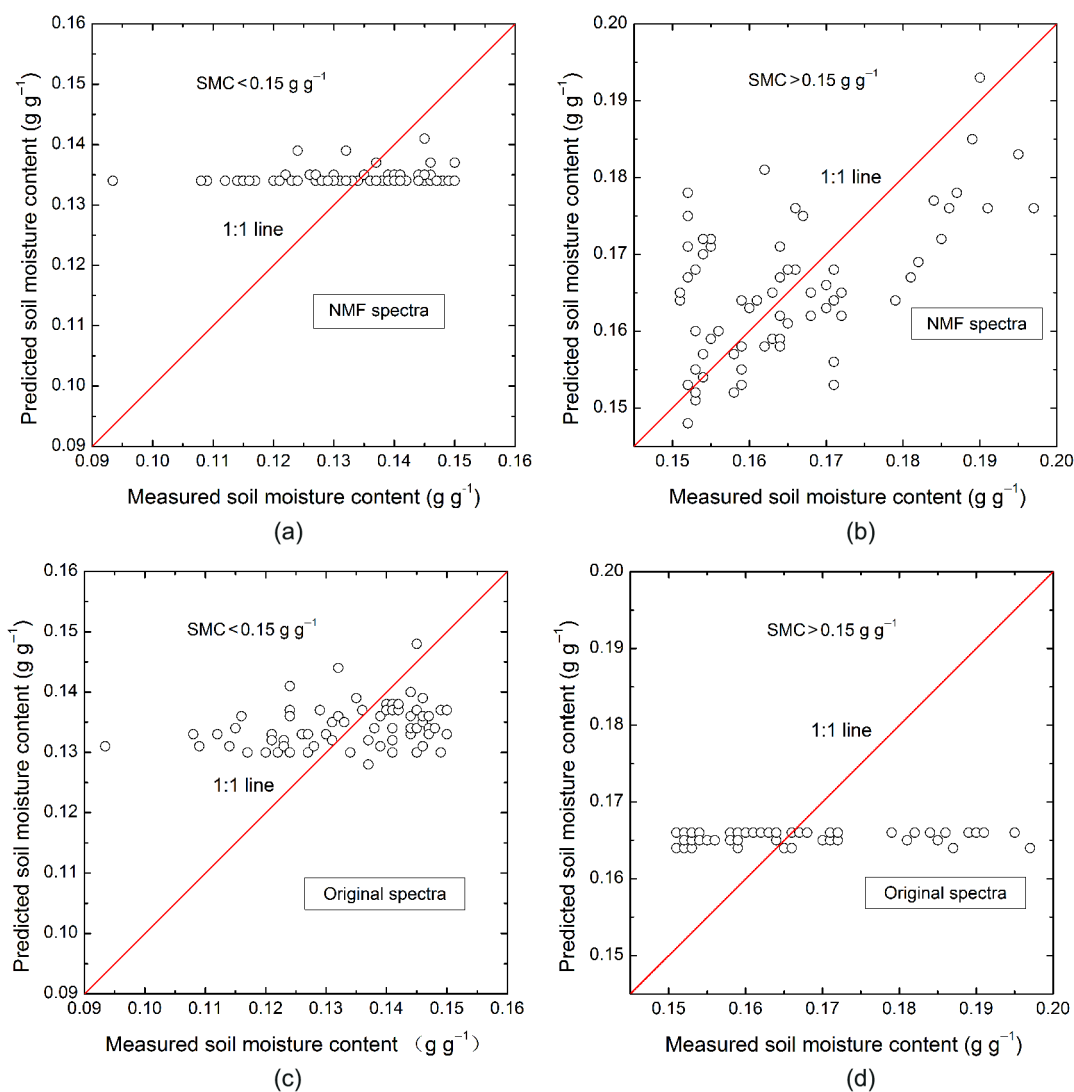 0.16
0.15
0.14
0.13
0.12
0.11
0.10
0.09
Predicted soil moisture content (g g⁻¹)
SMC<0.15 g g⁻¹
1:1 line
NMF spectra
0.09 0.10 0.11 0.12 0.13 0.14 0.15 0.16
Measured soil moisture content (g g⁻¹)
(a)
0.20
0.19
0.18
0.17
0.16
0.15
Predicted soil moisture content (g g⁻¹)
SMC>0.15 g g⁻¹
1:1 line
NMF spectra
0.15 0.16 0.17 0.18 0.19 0.20
Measured soil moisture content (g g⁻¹)
(b)
0.16
0.15
0.14
0.13
0.12
0.11
0.10
0.09
Predicted soil moisture content (g g⁻¹)
SMC<0.15 g g⁻¹
1:1 line
Original spectra
0.09 0.10 0.11 0.12 0.13 0.14 0.15 0.16
Measured soil moisture content （g g⁻¹）
(c)
0.20
0.19
0.18
0.17
0.16
0.15
Predicted soil moisture content (g g⁻¹)
SMC>0.15 g g⁻¹
1:1 line
Original spectra
0.15 0.16 0.17 0.18 0.19 0.20
Measured soil moisture content (g g⁻¹)
(d)